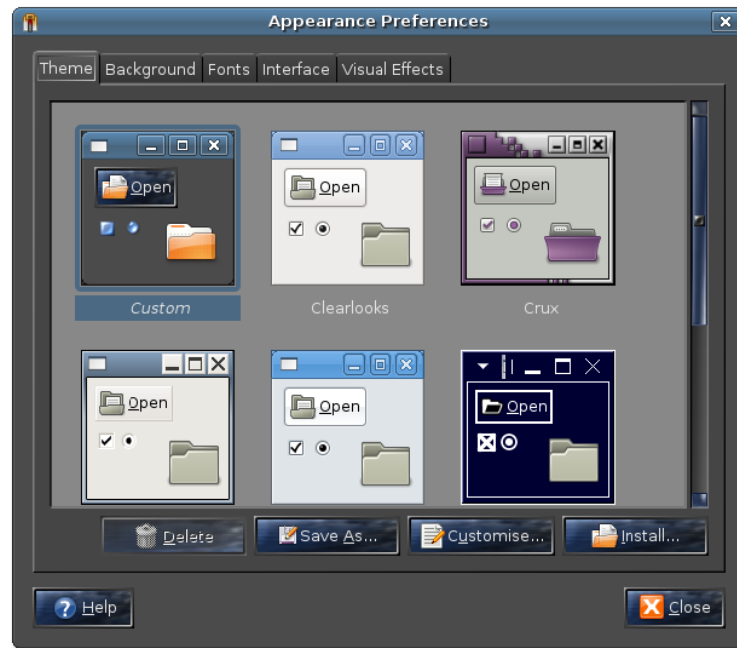 Appearance Preferences
Theme Background Fonts Interface Visual Effects
Open Open Open
Custom Clearlooks Crux
Open Open Open
Delete Save As... Customise... Install...
Help Close